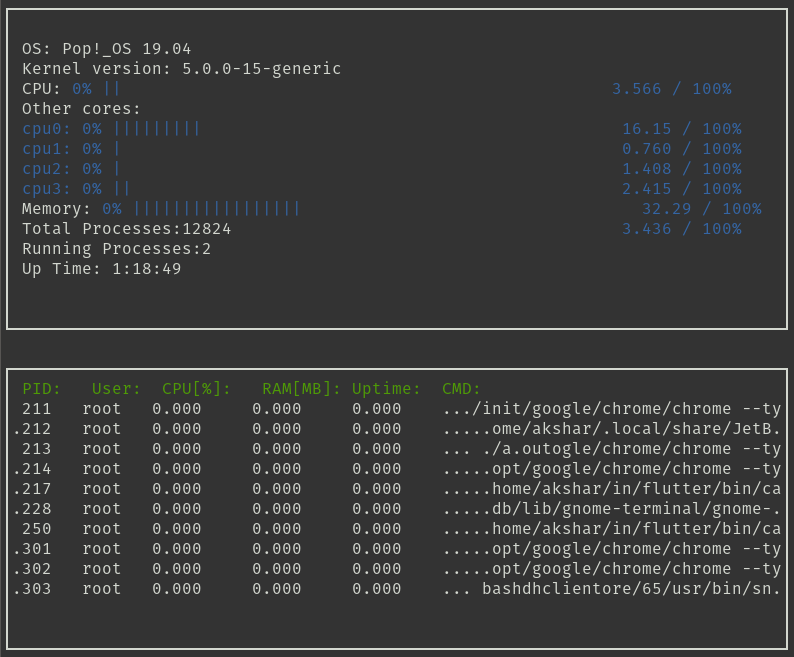 OS: Pop!_OS 19.04
Kernel version: 5.0.0-15-generic
CPU: 0% || 3.566 / 100%
Other cores:
cpu0: 0% ||||||||| 16.15 / 100%
cpu1: 0% | 0.760 / 100%
cpu2: 0% | 1.408 / 100%
cpu3: 0% || 2.415 / 100%
Memory: 0% ||||||||||||||||| 32.29 / 100%
Total Processes:12824 3.436 / 100%
Running Processes:2
Up Time: 1:18:49
PID: User: CPU[%]: RAM[MB]: Uptime: CMD:
211 root 0.000 0.000 0.000 .../init/google/chrome/chrome --ty
.212 root 0.000 0.000 0.000 .....ome/akshar/.local/share/JetB.
213 root 0.000 0.000 0.000 ... ./a.outogle/chrome/chrome --ty
.214 root 0.000 0.000 0.000 .....opt/google/chrome/chrome --ty
.217 root 0.000 0.000 0.000 .....home/akshar/in/flutter/bin/ca
.228 root 0.000 0.000 0.000 .....db/lib/gnome-terminal/gnome-.
250 root 0.000 0.000 0.000 .....home/akshar/in/flutter/bin/ca
.301 root 0.000 0.000 0.000 .....opt/google/chrome/chrome --ty
.302 root 0.000 0.000 0.000 .....opt/google/chrome/chrome --ty
.303 root 0.000 0.000 0.000 ... bashdhclientore/65/usr/bin/sn.